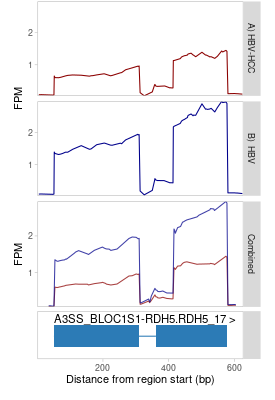 2
1
A) HBV-HCC
FPM
2
1
B) HBV
2
1
FPM
Combined
A3SS_BLOC1S1-RDH5.RDH5_17 >
200 400 600
Distance from region start (bp)